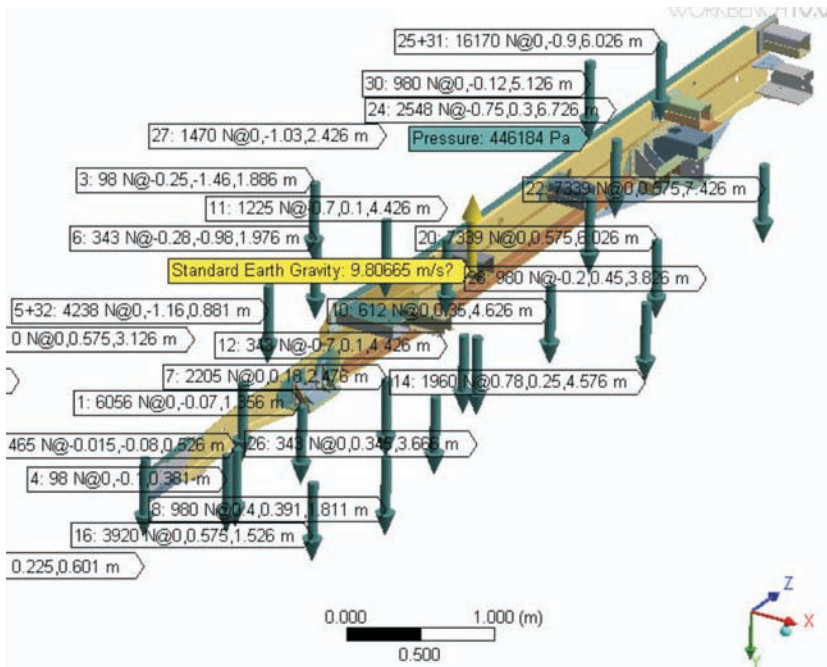 25+31: 16170 N@0,-0.9,6.026 m
30: 980 N@0,-0.12,5.126 m
24: 2548 N@-0.75,0.3,6.726 m
27: 1470 N@0,-1.03,2.426 m
Pressure: 446184 Pa
3: 98 N@-0.25,-1.46,1.886 m
22: 7339 N@0,0.575,7.426 m
11: 1225 N@-0.7,0.1,4.426 m
6: 343 N@-0.28,-0.98,1.976 m
20: 7339 N@0,0.575,6.026 m
Standard Earth Gravity: 9.80665 m/s?
980 N@-0.2,0.45,3.826 m
5+32: 4238 N@0,-1.16,0.881 m
10: 612 N@0,0.35,4.626 m
0 N@0,0.575,3.126 m
12: 343 N@-0.7,0.1,4.426 m
7: 2205 N@0,0.18,2.476 m
14: 1960 N@0.78,0.25,4.576 m
1: 6056 N@0,-0.07,1.356 m
465 N@-0.015,-0.08,0.526 m
26: 343 N@0,0.345,3.666 m
4: 98 N@0,-0.1,0.381 m
8: 980 N@0.4,0.391,1.811 m
16: 3920 N@0,0.575,1.526 m
0.225,0.601 m
0.000 1.000 (m)
0.500
Z
X
Y